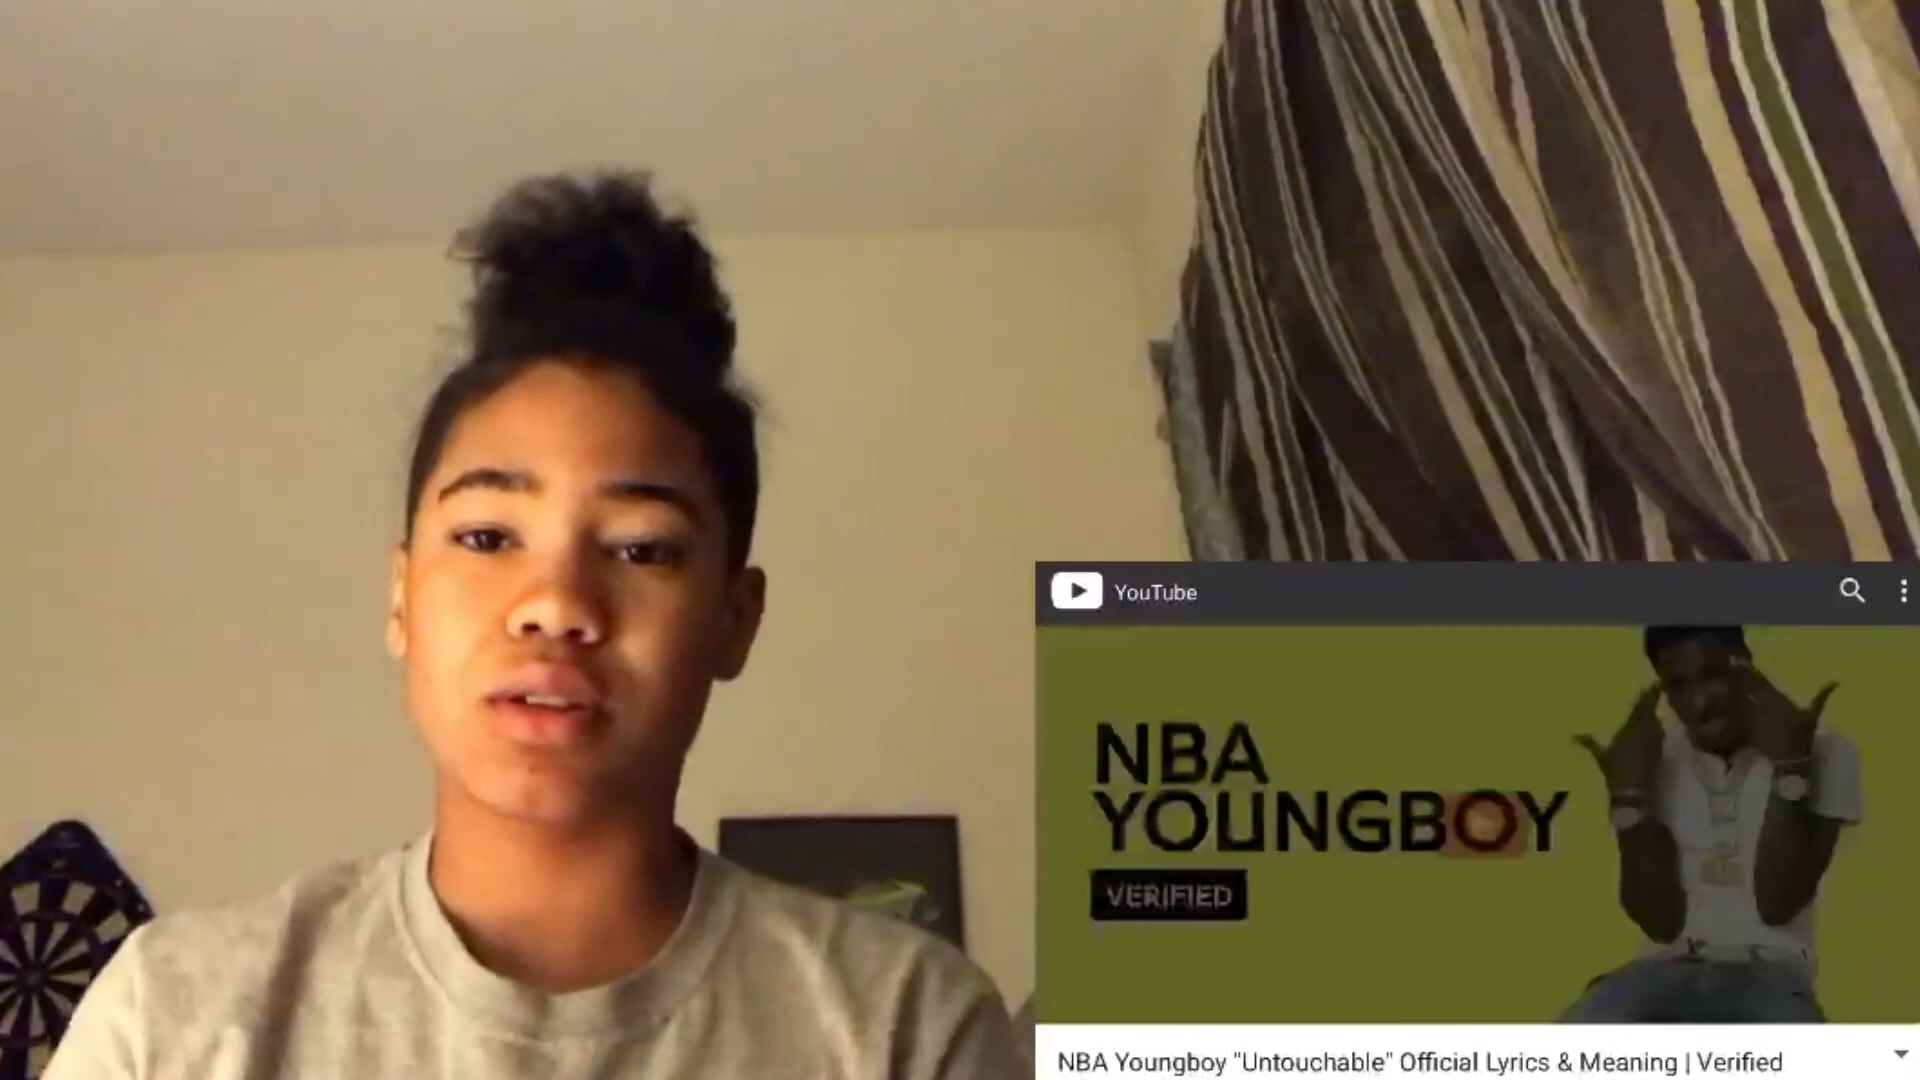 YouTube
NBA
YOUNGBOY
VERIFIED
NBA Youngboy "Untouchable" Official Lyrics & Meaning | Verified